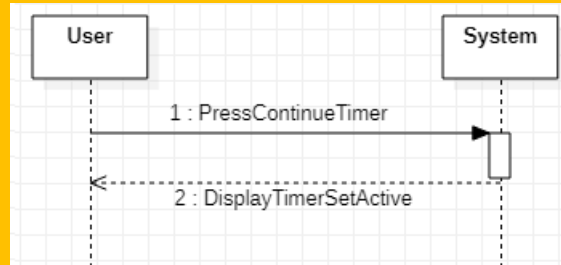 User
System
1 : PressContinueTimer
2 : DisplayTimerSetActive